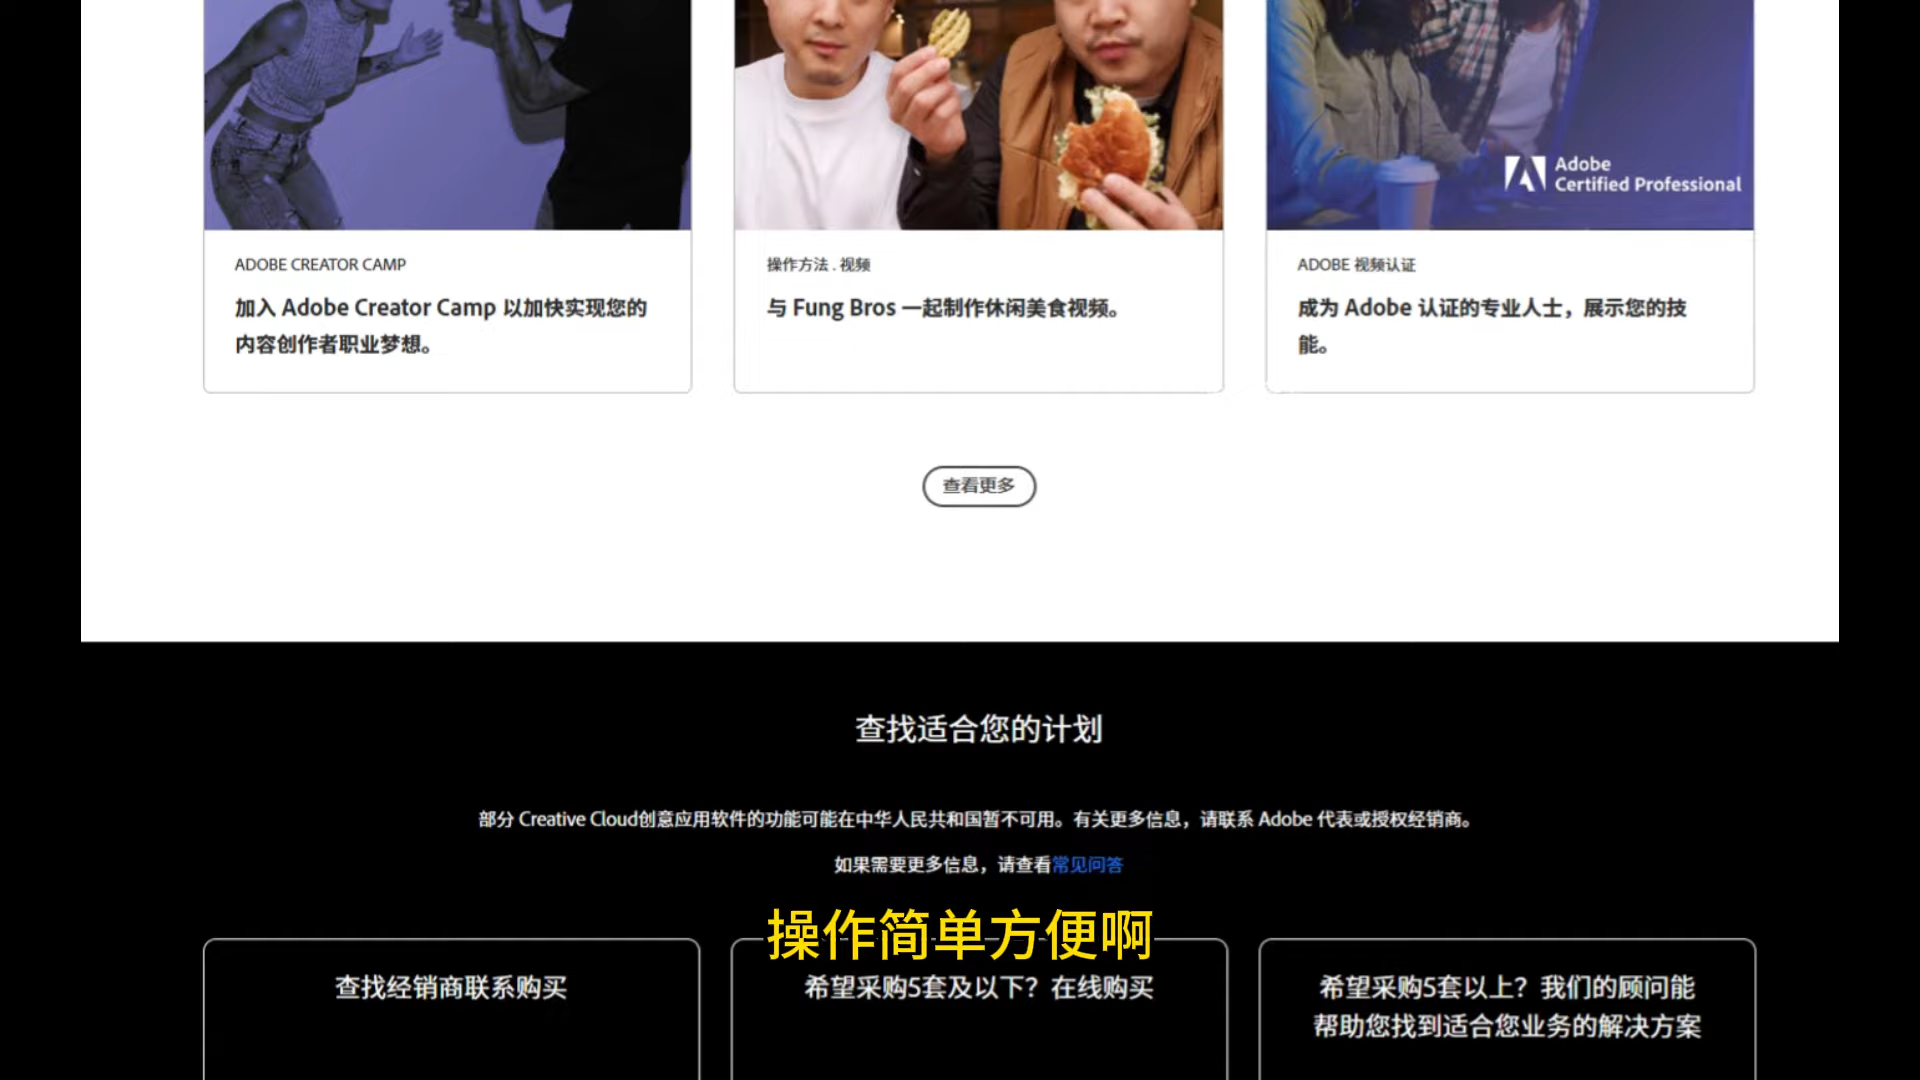 Adobe
Certified Professional
ADOBE CREATOR CAMP
加入 Adobe Creator Camp 以加快实现您的
内容创作者职业梦想。
操作方法 . 视频
与 Fung Bros 一起制作休闲美食视频。
ADOBE 视频认证
成为 Adobe 认证的专业人士，展示您的技
能。
查看更多
查找适合您的计划
部分 Creative Cloud创意应用软件的功能可能在中华人民共和国暂不可用。有关更多信息，请联系 Adobe 代表或授权经销商。
如果需要更多信息，请查看常见问答
操作简单方便啊
查找经销商联系购买
希望采购5套及以下？在线购买
希望采购5套以上？我们的顾问能
帮助您找到适合您业务的解决方案